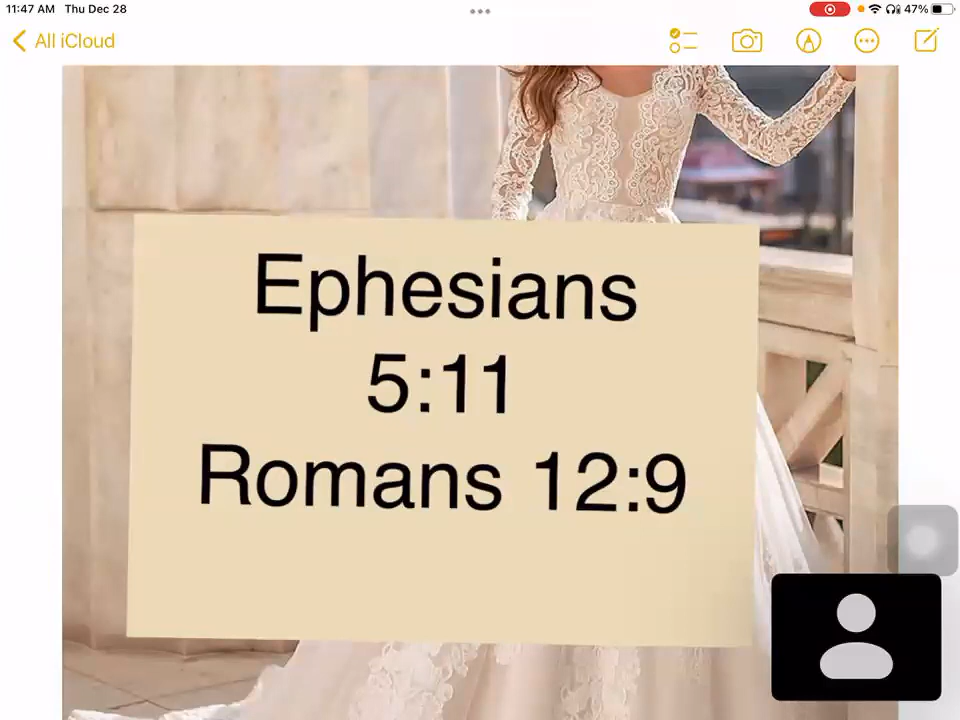 11:47 AM Thu Dec 28
47%
All iCloud
Ephesians
5:11
Romans 12:9